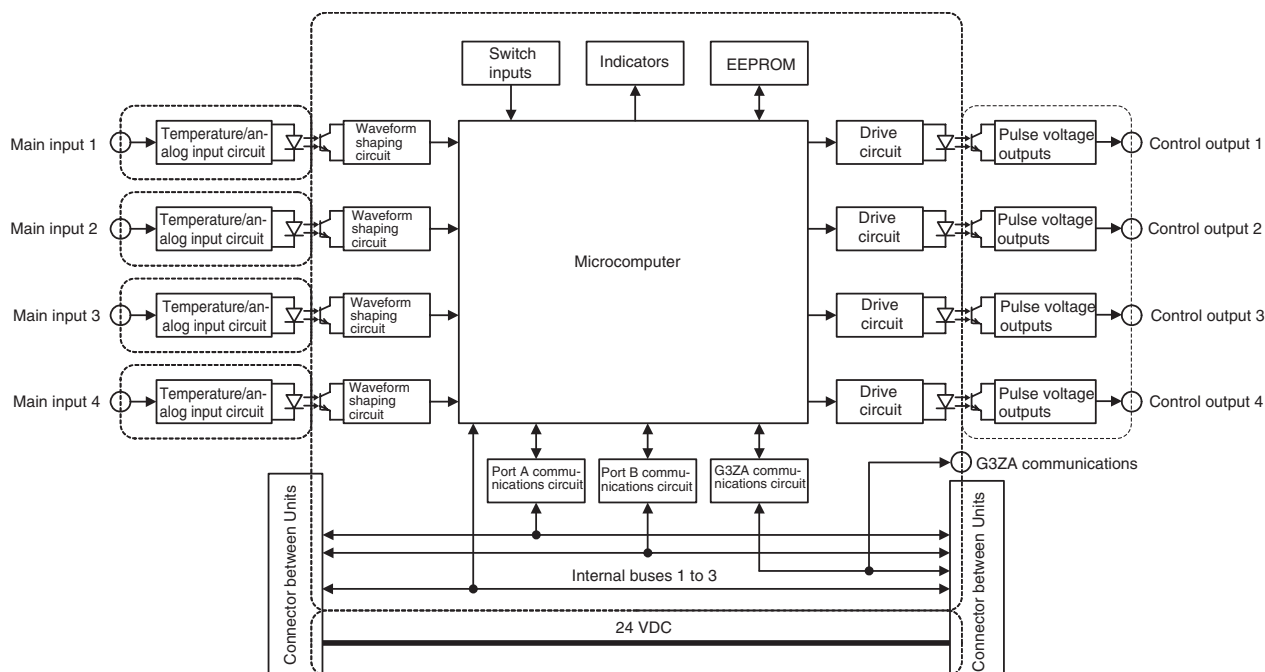 Switch
inputs
Indicators
EEPROM
Main input 1
Temperature/an-
alog input circuit
Waveform
shaping
circuit
Drive
circuit
Pulse voltage
outputs
Control output 1
Main input 2
Temperature/an-
alog input circuit
Waveform
shaping
circuit
Drive
circuit
Pulse voltage
outputs
Control output 2
Microcomputer
Main input 3
Temperature/an-
alog input circuit
Waveform
shaping
circuit
Drive
circuit
Pulse voltage
outputs
Control output 3
Main input 4
Temperature/an-
alog input circuit
Waveform
shaping
circuit
Drive
circuit
Pulse voltage
outputs
Control output 4
Port A commu-
nications circuit
Port B commu-
nications circuit
G3ZA commu-
nications circuit
G3ZA communications
Connector between Units
Internal buses 1 to 3
24 VDC
Connector between Units